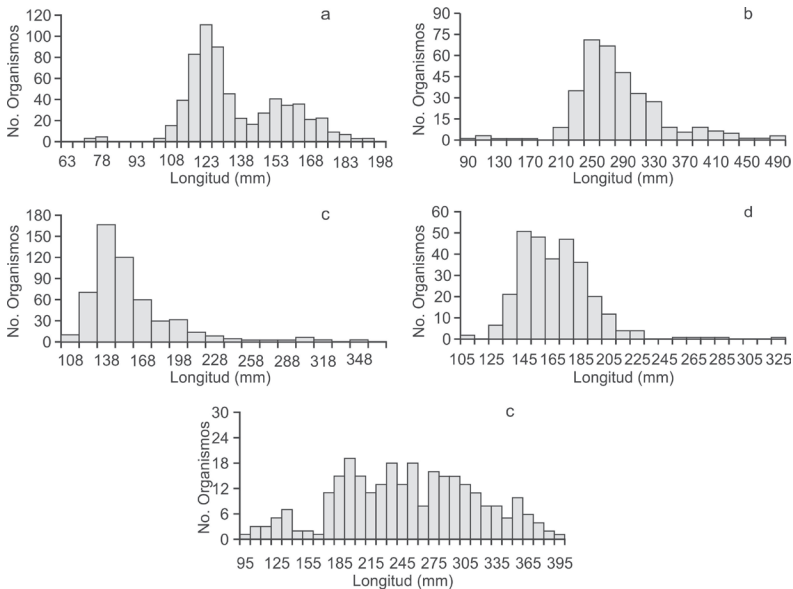 a
120
100
80
60
40
20
0
No. Organismos
63 78 93 108 123 138 153 168 183 198
Longitud (mm)
b
90
75
60
45
30
15
0
No. Organismos
90 130 170 210 250 290 330 370 410 450 490
Longitud (mm)
c
180
150
120
90
60
30
0
No. Organismos
108 138 168 198 228 258 288 318 348
Longitud (mm)
d
60
50
40
30
20
10
0
No. Organismos
105 125 145 165 185 205 225 245 265 285 305 325
Longitud (mm)
c
30
24
18
12
6
0
No. Organismos
95 125 155 185 215 245 275 305 335 365 395
Longitud (mm)